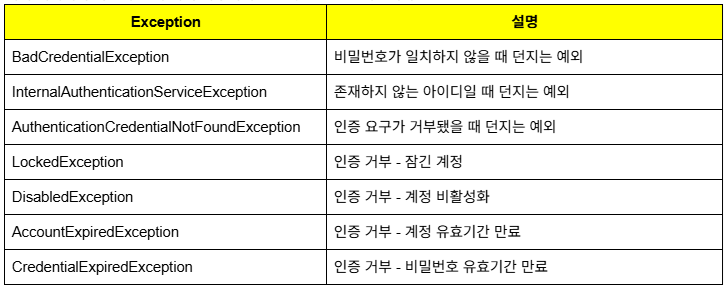 Exception 설명
BadCredentialException 비밀번호가 일치하지 않을 때 던지는 예외
InternalAuthenticationServiceException 존재하지 않는 아이디일 때 던지는 예외
AuthenticationCredentialNotFoundException 인증 요구가 거부됐을 때 던지는 예외
LockedException 인증 거부 - 잠긴 계정
DisabledException 인증 거부 - 계정 비활성화
AccountExpiredException 인증 거부 - 계정 유효기간 만료
CredentialExpiredException 인증 거부 - 비밀번호 유효기간 만료